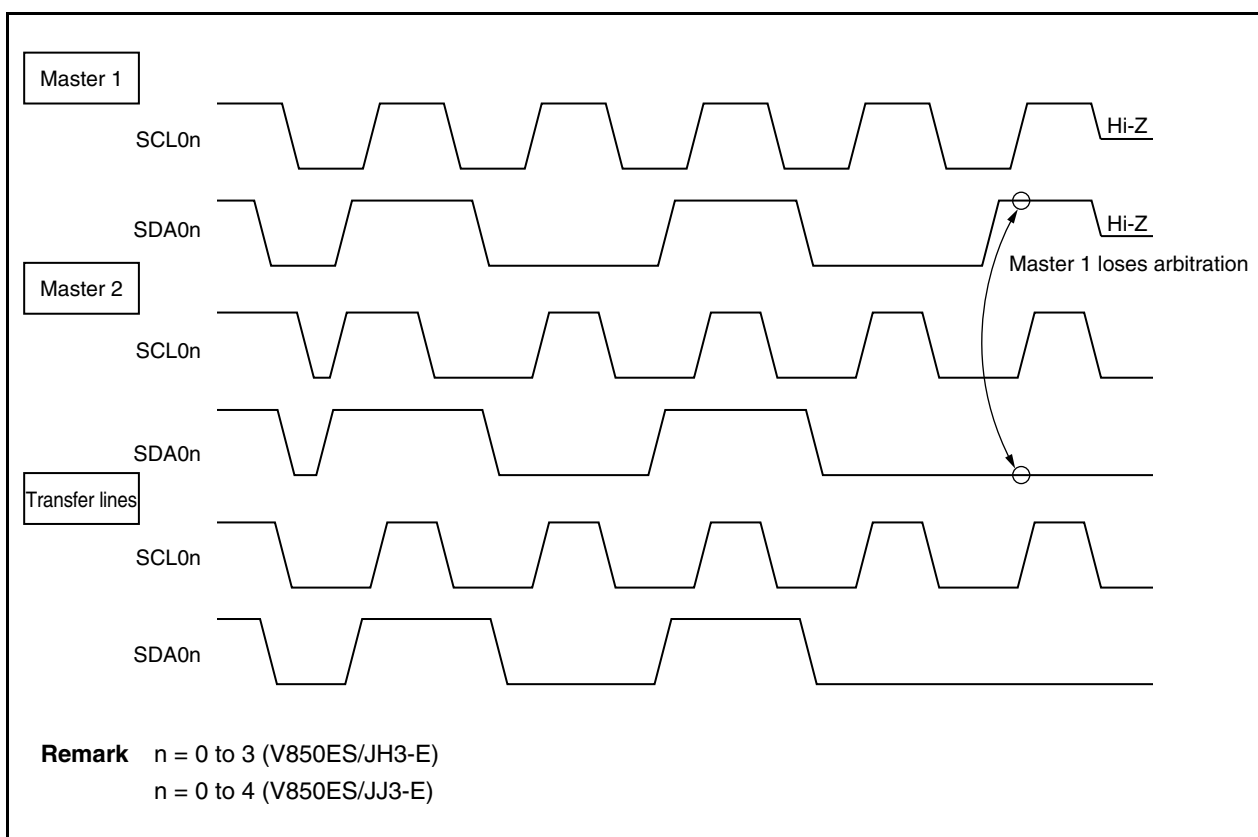 Master 1
SCL0n
Hi-Z
SDA0n
Hi-Z
Master 1 loses arbitration
Master 2
SCL0n
SDA0n
Transfer lines
SCL0n
SDA0n
Remark n = 0 to 3 (V850ES/JH3-E)
n = 0 to 4 (V850ES/JJ3-E)